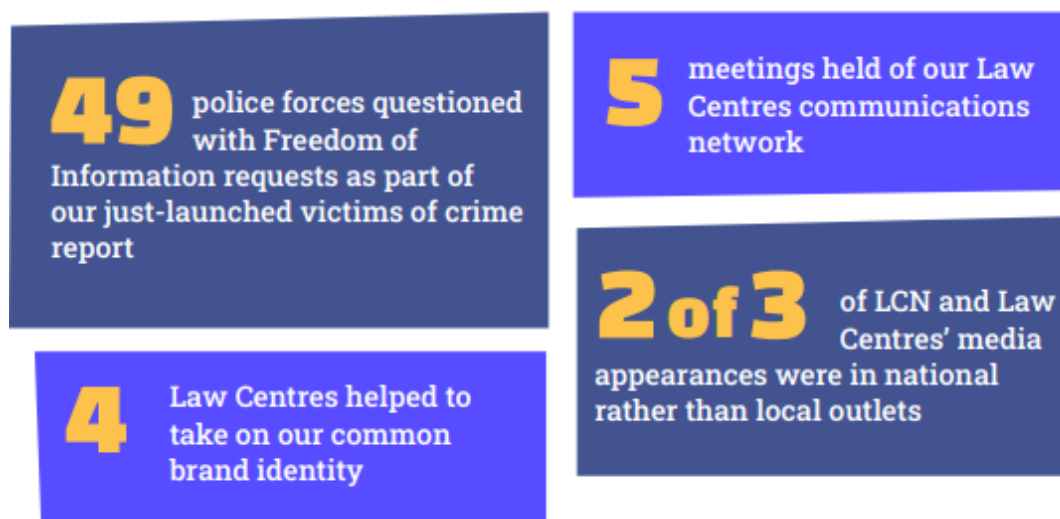 49 police forces questioned
with Freedom of
Information requests as part of
our just-launched victims of crime
report
5 meetings held of our Law
Centres communications
network
4 Law Centres helped to
take on our common
brand identity
2 of 3 of LCN and Law
Centres’ media
appearances were in national
rather than local outlets